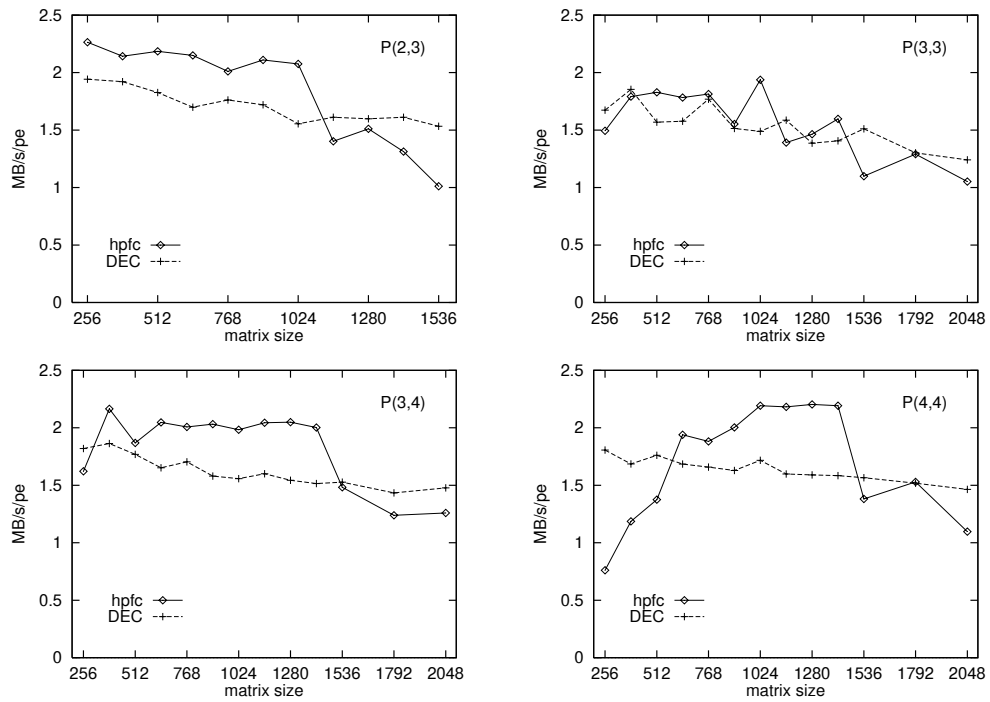 2.5
P(2,3)
2
1.5
MB/s/pe
1
0.5
hpfc
DEC
0
256 512 768 1024 1280 1536
matrix size
2.5
P(3,3)
2
1.5
MB/s/pe
1
0.5
hpfc
DEC
0
256 512 768 1024 1280 1536 1792 2048
matrix size
2.5
P(3,4)
2
1.5
MB/s/pe
1
0.5
hpfc
DEC
0
256 512 768 1024 1280 1536 1792 2048
matrix size
2.5
P(4,4)
2
1.5
MB/s/pe
1
0.5
hpfc
DEC
0
256 512 768 1024 1280 1536 1792 2048
matrix size